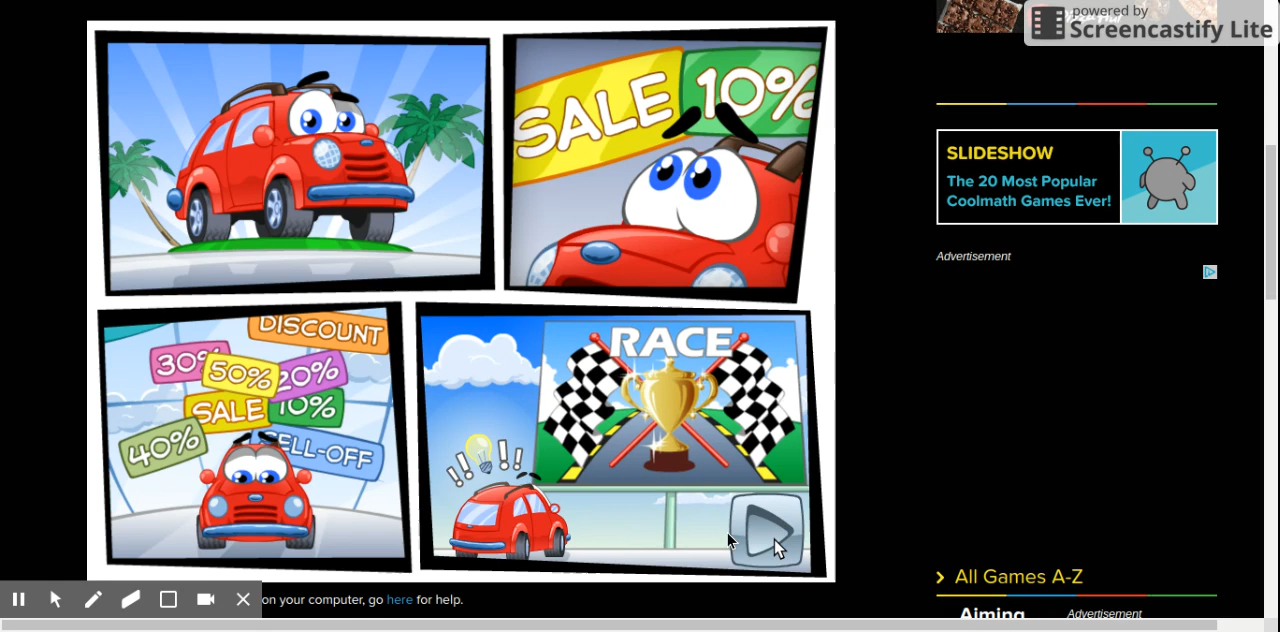 powered by
Screencastify Lite
SALE
10%
SLIDESHOW
The 20 Most Popular
Coolmath Games Ever!
Advertisement
DISCOUNT
30%
50%
20%
SALE
10%
40%
SELL-OFF
RACE
!! !!
All Games A-Z
on your computer, go here for help.
Aiming
Advertisement